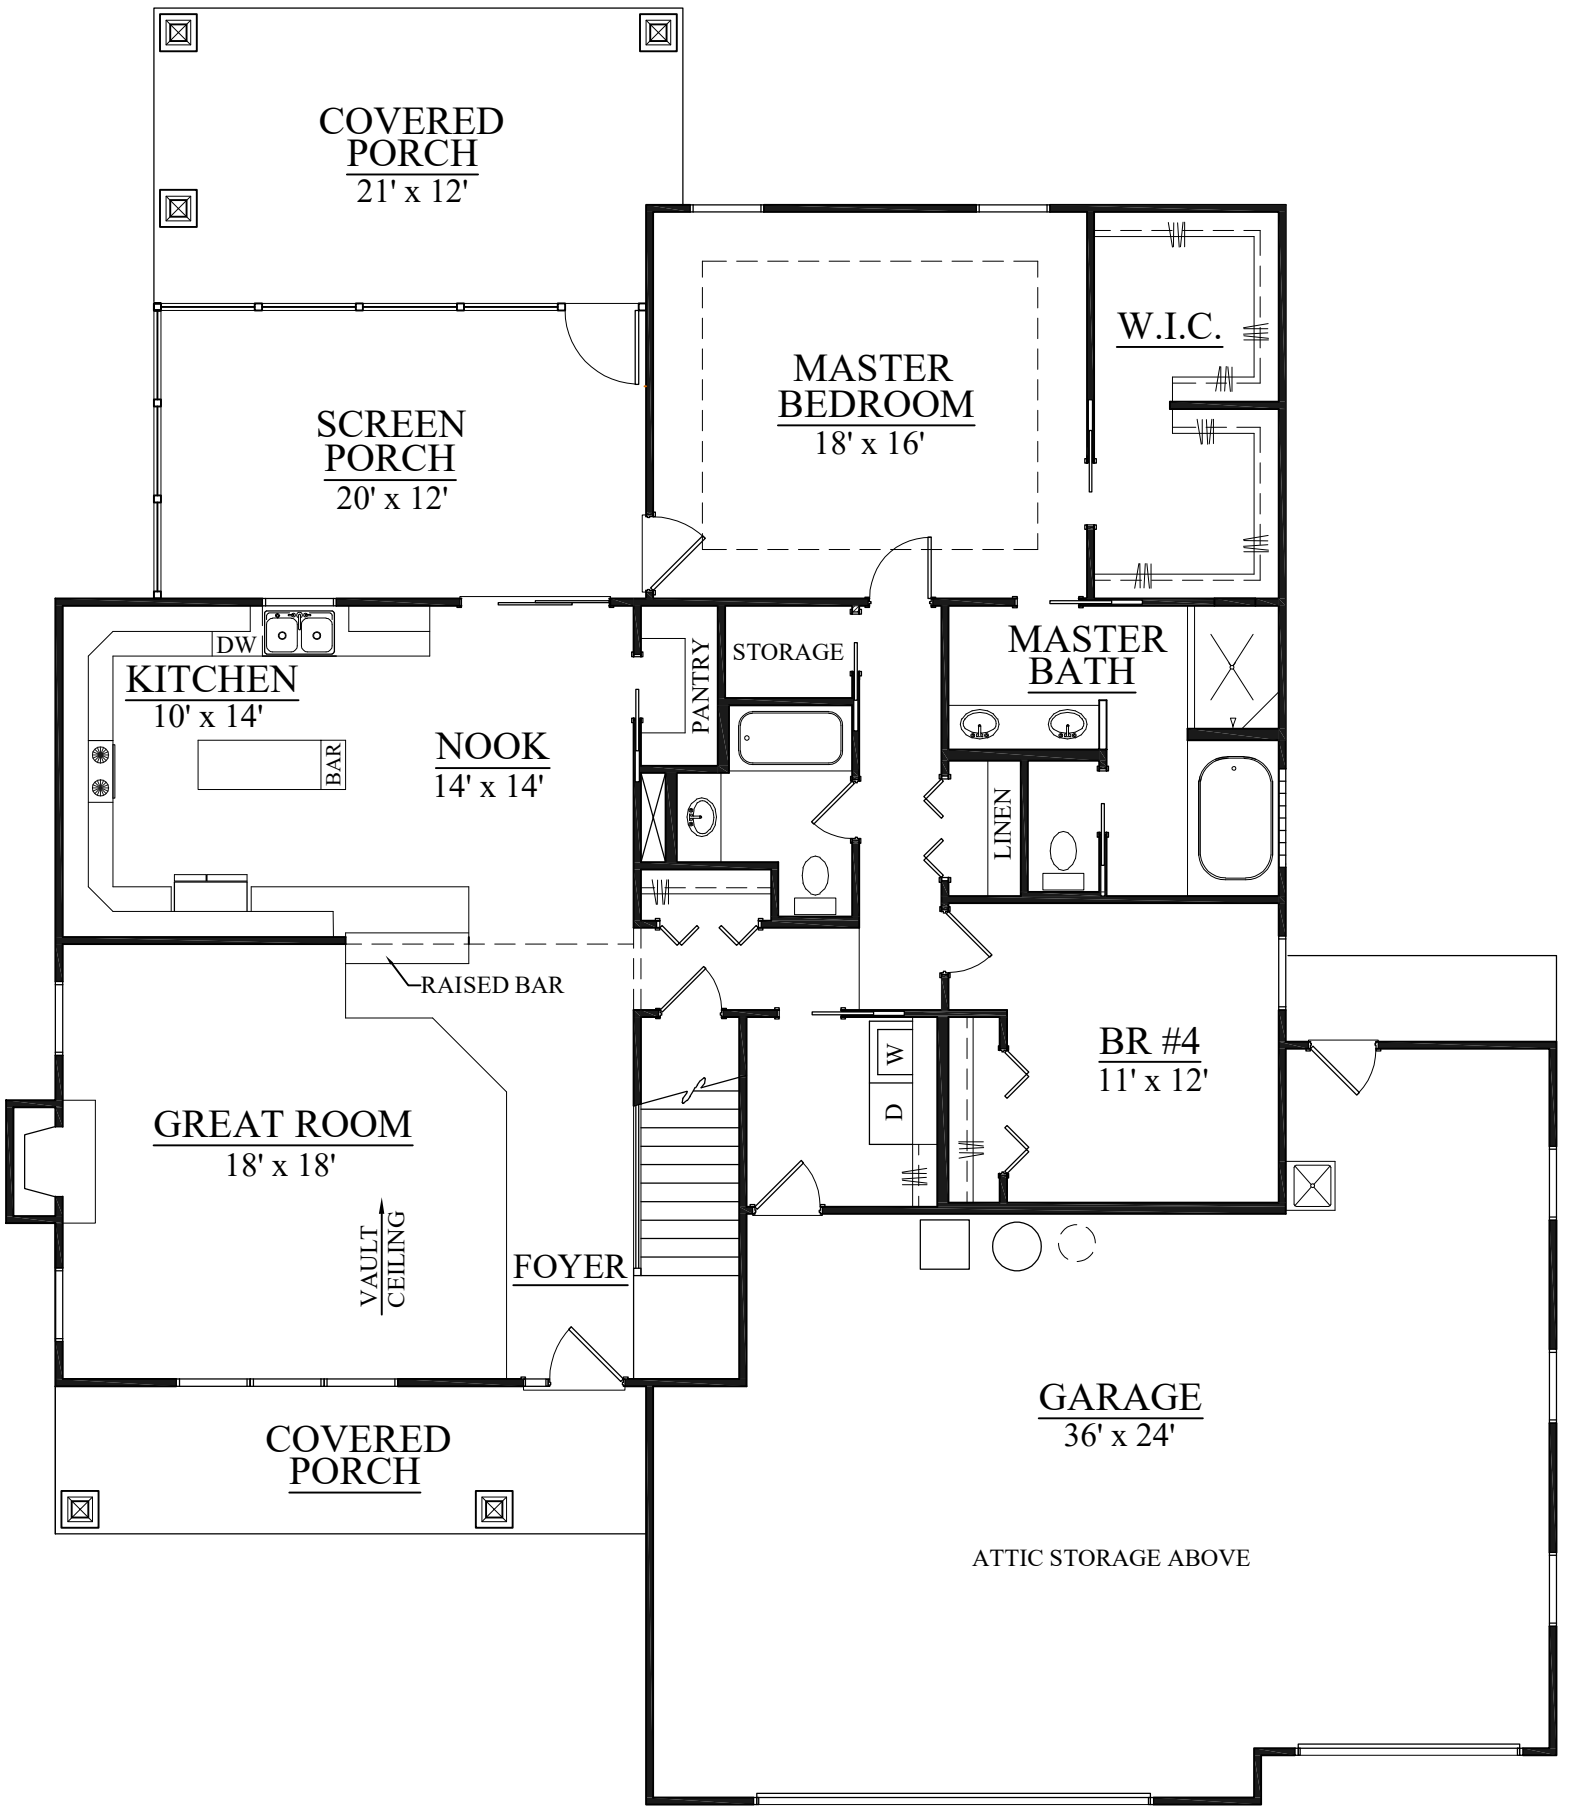 COVERED
PORCH
21' x 12'
W.I.C.
MASTER
BEDROOM
18' x 16'
SCREEN
PORCH
20' x 12'
DW
KITCHEN
10' x 14'
BAR
NOOK
14' x 14'
PANTRY
STORAGE
MASTER
BATH
LINEN
RAISED BAR
W
D
BR #4
11' x 12'
GREAT ROOM
18' x 18'
VAULT
CEILING
FOYER
GARAGE
36' x 24'
COVERED
PORCH
ATTIC STORAGE ABOVE